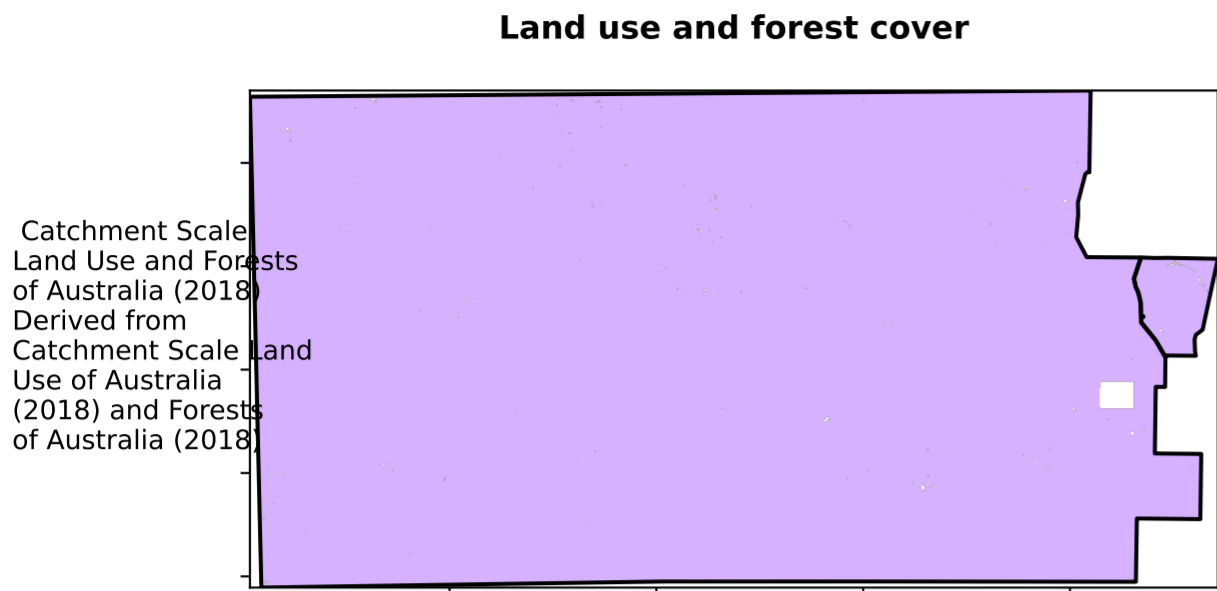 Land use and forest cover
Catchment Scale
Land Use and Forests
of Australia (2018)
Derived from
Catchment Scale Land
Use of Australia
(2018) and Forests
of Australia (2018)